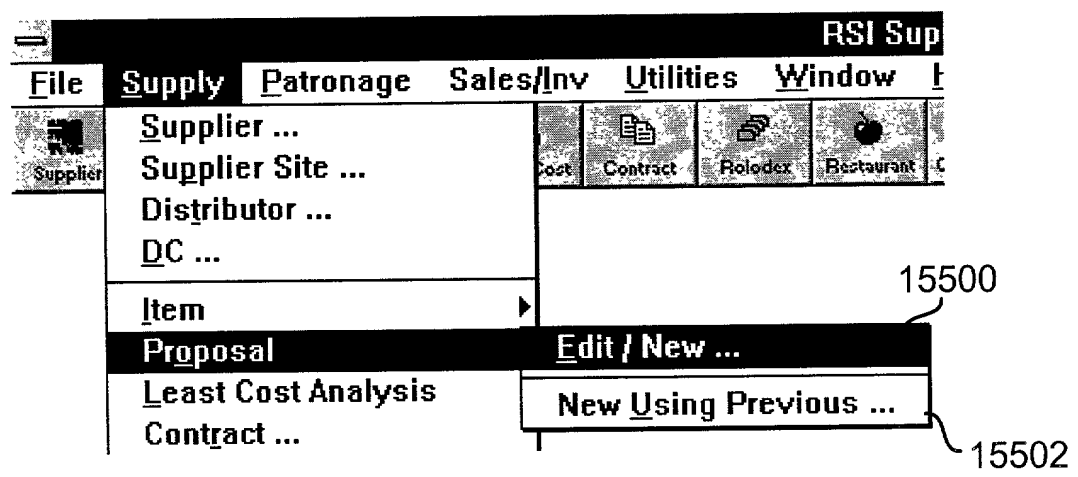 RSI Sup
File Supply Patronage Sales/Inv Utilities Window
Supplier ...
Supplier Cost Contract Rolodex Restaurant
Supplier Site ...
Distributor ...
DC ...
15500
Item
Proposal Edit / New ...
Least Cost Analysis New Using Previous ...
Contract ...
15502